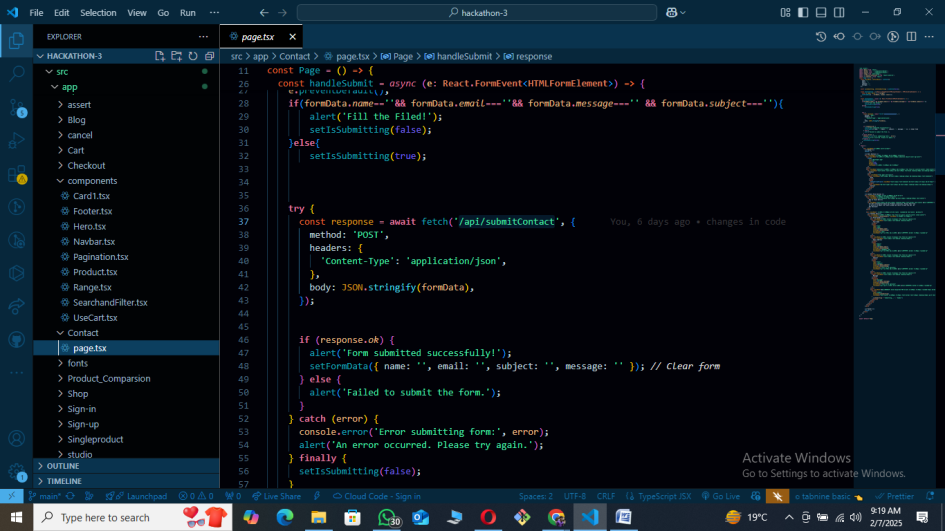 File Edit Selection View Go Run ··· hackathon-3
EXPLORER ···
HACKATHON-3
src
app
assert
Blog
cancel
Cart
Checkout
components
Card1.tsx
Footer.tsx
Hero.tsx
Navbar.tsx
Pagination.tsx
Product.tsx
Range.tsx
SearchandFilter.tsx
UseCart.tsx
Contact
page.tsx
fonts
Product_Comparsion
Shop
Sign-in
Sign-up
Singleproduct
studio
OUTLINE
TIMELINE
5
1
page.tsx
src > app > Contact > page.tsx > Page > handleSubmit > response
11 const Page = () => {
26 const handleSubmit = async (e: React.FormEvent<HTMLFormElement>) => {
27 e.preventDefault();
28 if(formData.name==''&& formData.email===''&& formData.message==='' && formData.subject===''){
29 alert('Fill the Filed!');
30 setIsSubmitting(false);
31 }else{
32 setIsSubmitting(true);
33
34
35
36 try {
37 const response = await fetch('/api/submitContact', { You, 6 days ago • changes in code
38 method: 'POST',
39 headers: {
40 'Content-Type': 'application/json',
41 },
42 body: JSON.stringify(formData),
43 });
44
45
46 if (response.ok) {
47 alert('Form submitted successfully!');
48 setFormData({ name: '', email: '', subject: '', message: '' }); // Clear form
49 } else {
50 alert('Failed to submit the form.');
51 }
52 } catch (error) {
53 console.error('Error submitting form:', error);
54 alert('An error occurred. Please try again.');
55 } finally {
56 setIsSubmitting(false);
57 }
Activate Windows
Go to Settings to activate Windows.
main* Launchpad 0 0 0 Live Share Cloud Code - Sign in Spaces: 2 UTF-8 CRLF TypeScript JSX Go Live tabnine basic Prettier
Type here to search 30 19°C 9:19 AM
2/7/2025